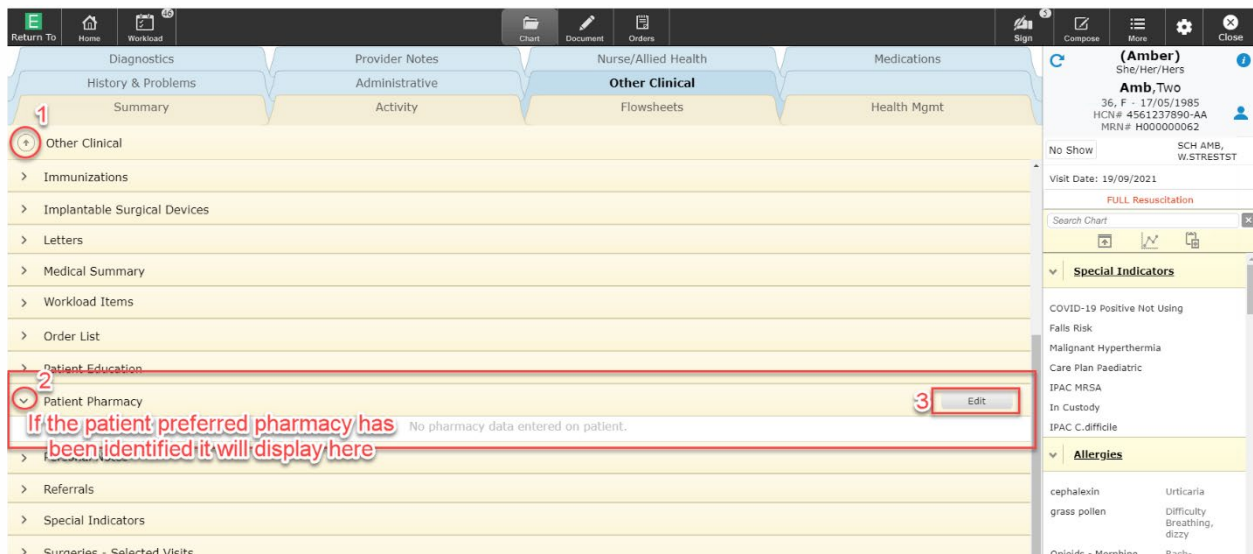 E
Return To
Home
46
Workload
Chart
Document
Orders
Sign
5
Compose
More
Close
Diagnostics
Provider Notes
Nurse/Allied Health
Medications
History & Problems
Administrative
Other Clinical
Summary
Activity
Flowsheets
Health Mgmt
1
Other Clinical
Immunizations
Implantable Surgical Devices
Letters
Medical Summary
Workload Items
Order List
Patient Education
2
Patient Pharmacy
3
Edit
If the patient preferred pharmacy has
been identified it will display here
No pharmacy data entered on patient.
Referrals
Special Indicators
Surgeries - Selected Visits
(Amber)
She/Her/Hers
Amb,Two
36, F - 17/05/1985
HCN# 4561237890-AA
MRN# H000000062
No Show
SCH AMB,
W.STRESTST
Visit Date: 19/09/2021
FULL Resuscitation
Search Chart
Special Indicators
COVID-19 Positive Not Using
Falls Risk
Malignant Hyperthermia
Care Plan Paediatric
IPAC MRSA
In Custody
IPAC C.difficile
Allergies
cephalexin Urticaria
grass pollen Difficulty
Breathing,
dizzy
Opioids - Morphine Rash-